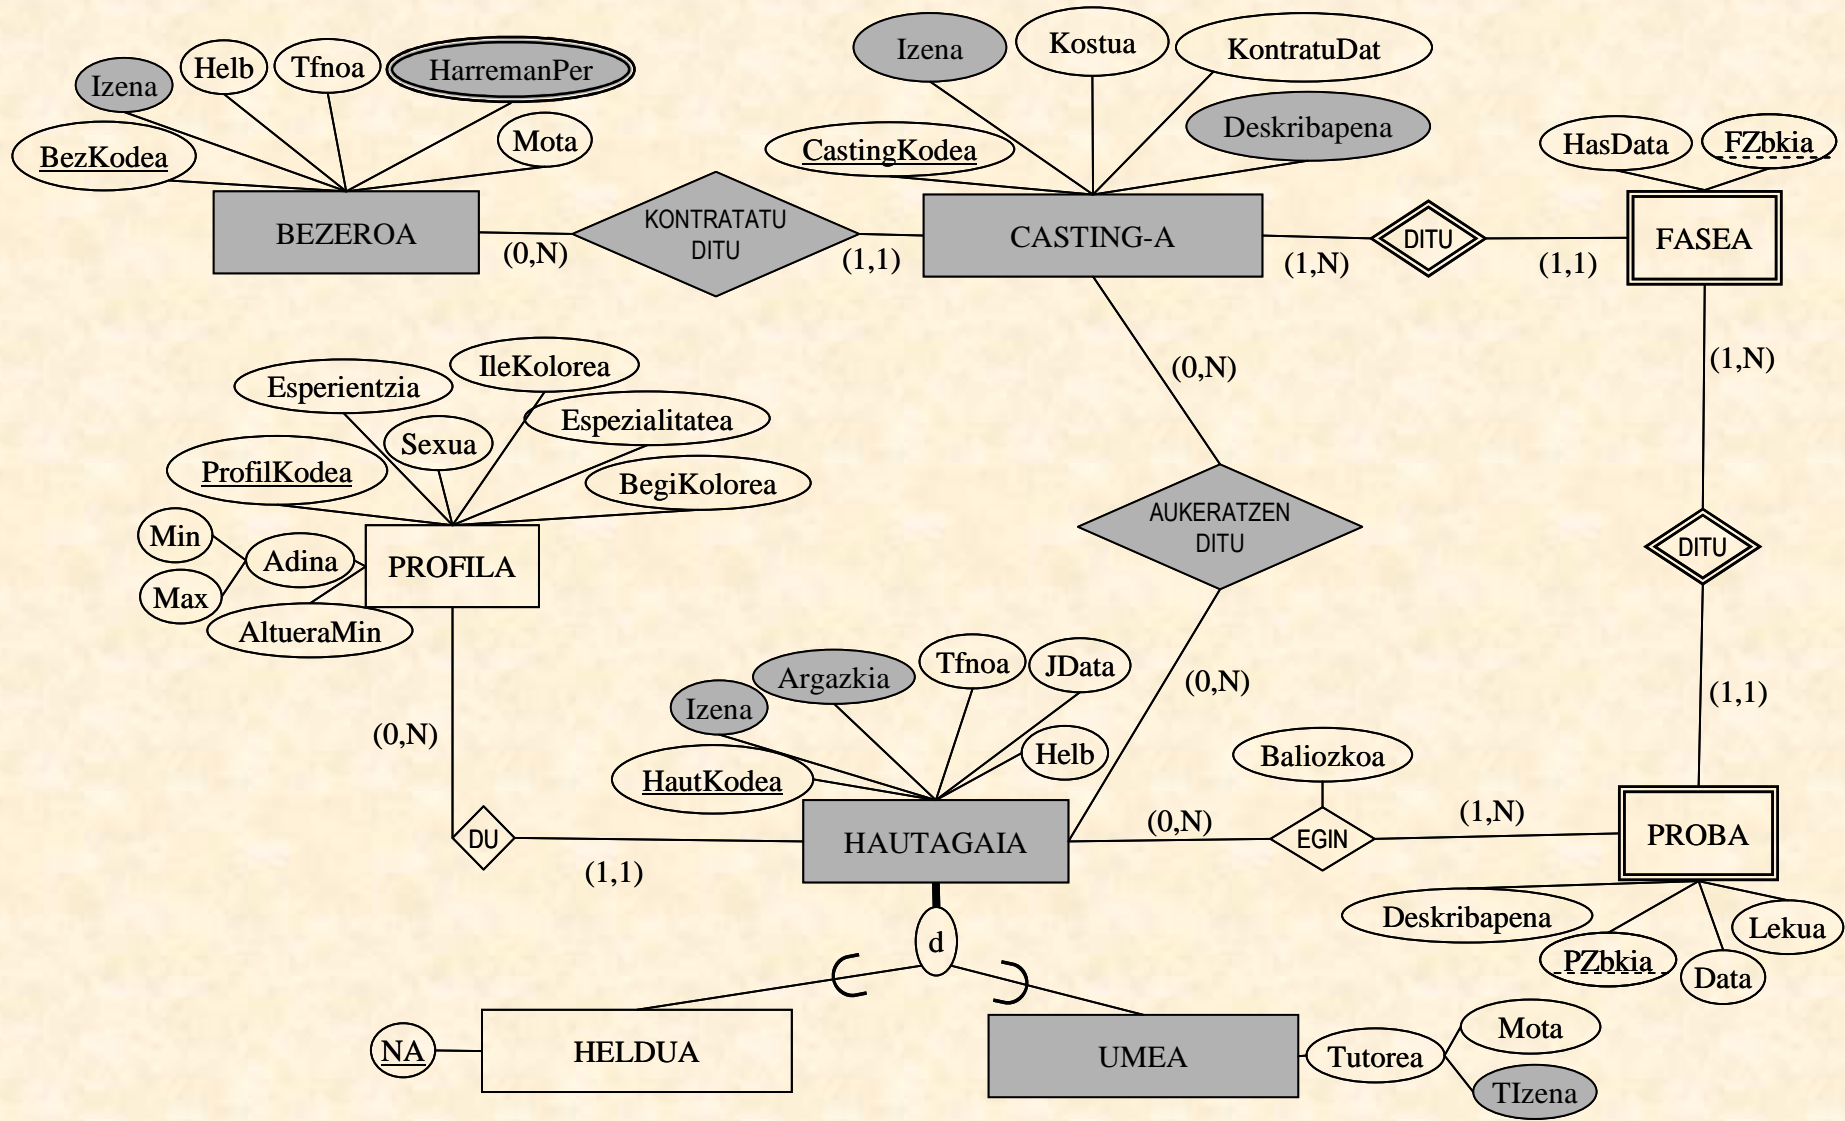 Izena
Helb
Tfnoa
HarremanPer
BezKodea
Mota
BEZEROA
(0,N)
KONTRATATU
DITU
(1,1)
Izena
Kostua
KontratuDat
Deskribapena
CastingKodea
CASTING-A
(1,N)
DITU
(1,1)
HasData
FZbkia
FASEA
(1,N)
DITU
(1,1)
(0,N)
AUKERATZEN
DITU
(0,N)
Esperientzia
IleKolorea
Sexua
Espezialitatea
ProfilKodea
BegiKolorea
Min
Adina
Max
AltueraMin
PROFILA
(0,N)
DU
(1,1)
Izena
Argazkia
Tfnoa
JData
Helb
HautKodea
HAUTAGAIA
(0,N)
Baliozkoa
EGIN
(1,N)
PROBA
Deskribapena
PZbkia
Data
Lekua
d
NA
HELDUA
UMEA
Tutorea
Mota
TIzena